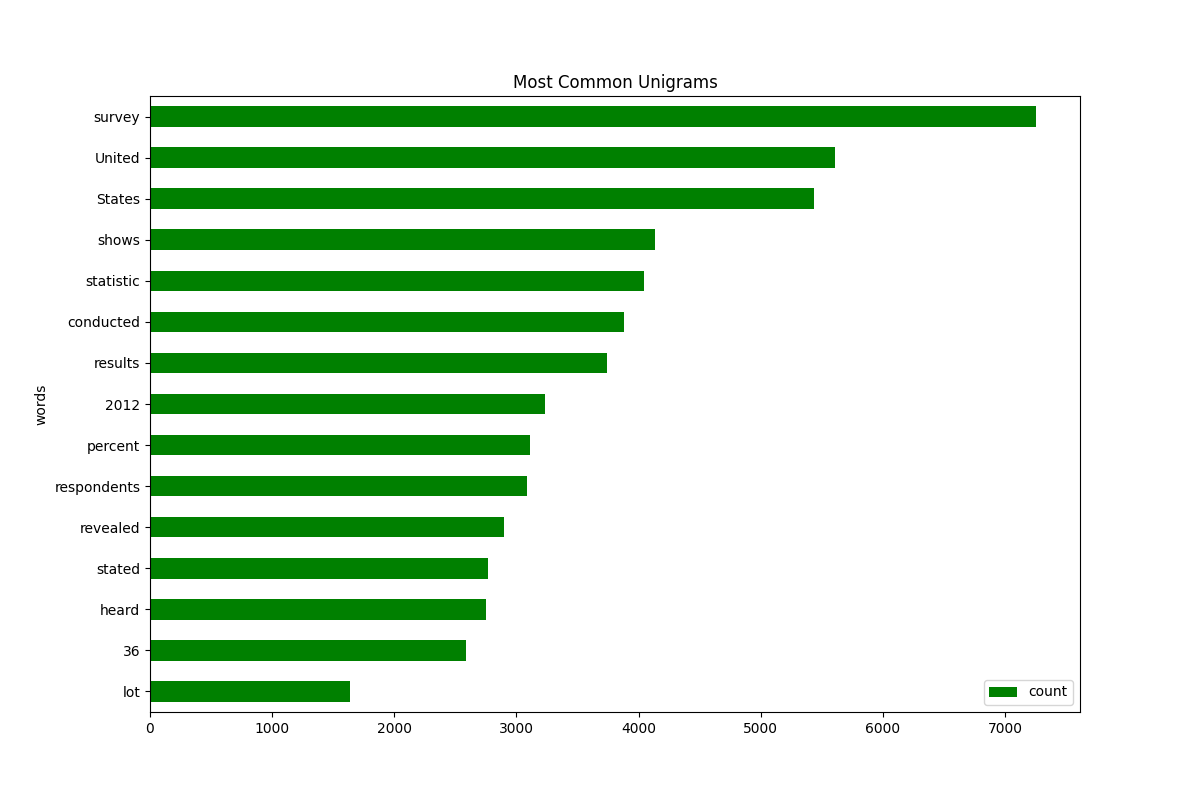 Most Common Unigrams
words
survey
United
States
shows
statistic
conducted
results
2012
percent
respondents
revealed
stated
heard
36
lot
count
0 1000 2000 3000 4000 5000 6000 7000